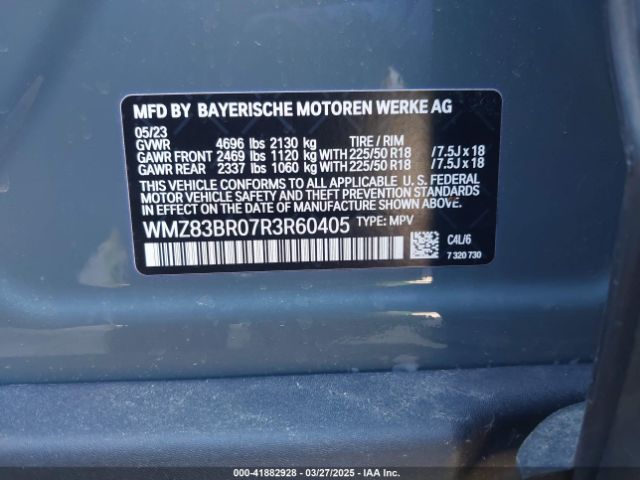 MFD BY BAYERISCHE MOTOREN WERKE AG
05/23
GVWR 4696 lbs 2130 kg TIRE / RIM
GAWR FRONT 2469 lbs 1120 kg WITH 225/50 R18 /7.5J x 18
GAWR REAR 2337 lbs 1060 kg WITH 225/50 R18 /7.5J x 18
THIS VEHICLE CONFORMS TO ALL APPLICABLE U.S. FEDERAL
MOTOR VEHICLE SAFETY, BUMPER, AND THEFT PREVENTION STANDARDS
IN EFFECT ON THE DATE OF MANUFACTURE SHOWN ABOVE.
WMZ83BR07R3R60405 TYPE: MPV
C4L/6
7 320 730
000-41882928 - 03/27/2025 - IAA Inc.